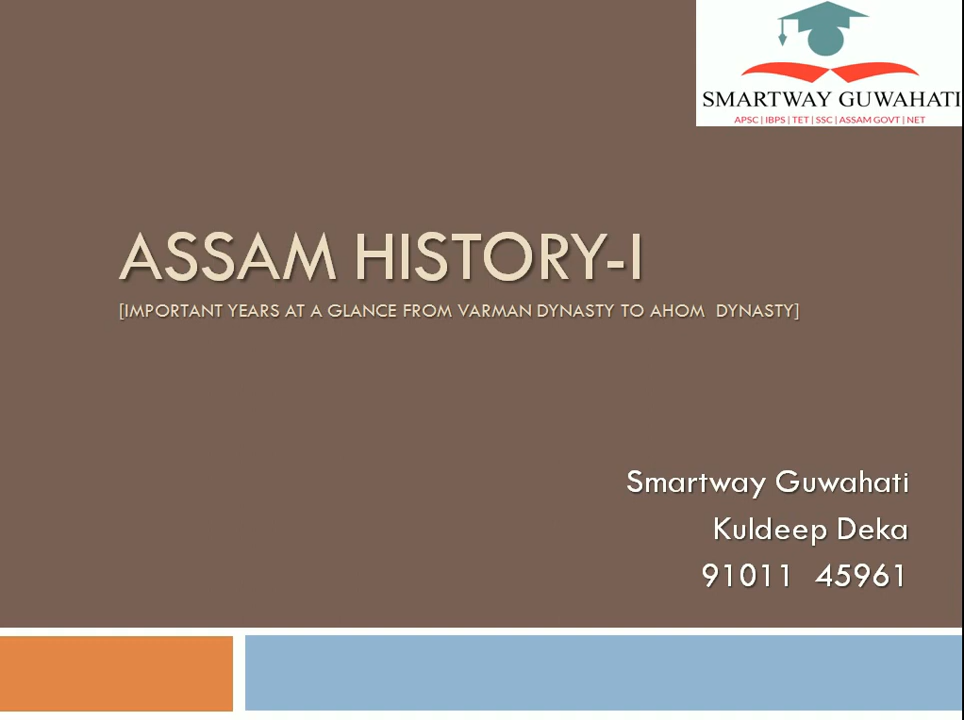 SMARTWAY GUWAHATI
APSC | IBPS | TET | SSC | ASSAM GOVT | NET
ASSAM HISTORY-I
[IMPORTANT YEARS AT A GLANCE FROM VARMAN DYNASTY TO AHOM DYNASTY]
Smartway Guwahati
Kuldeep Deka
91011 45961